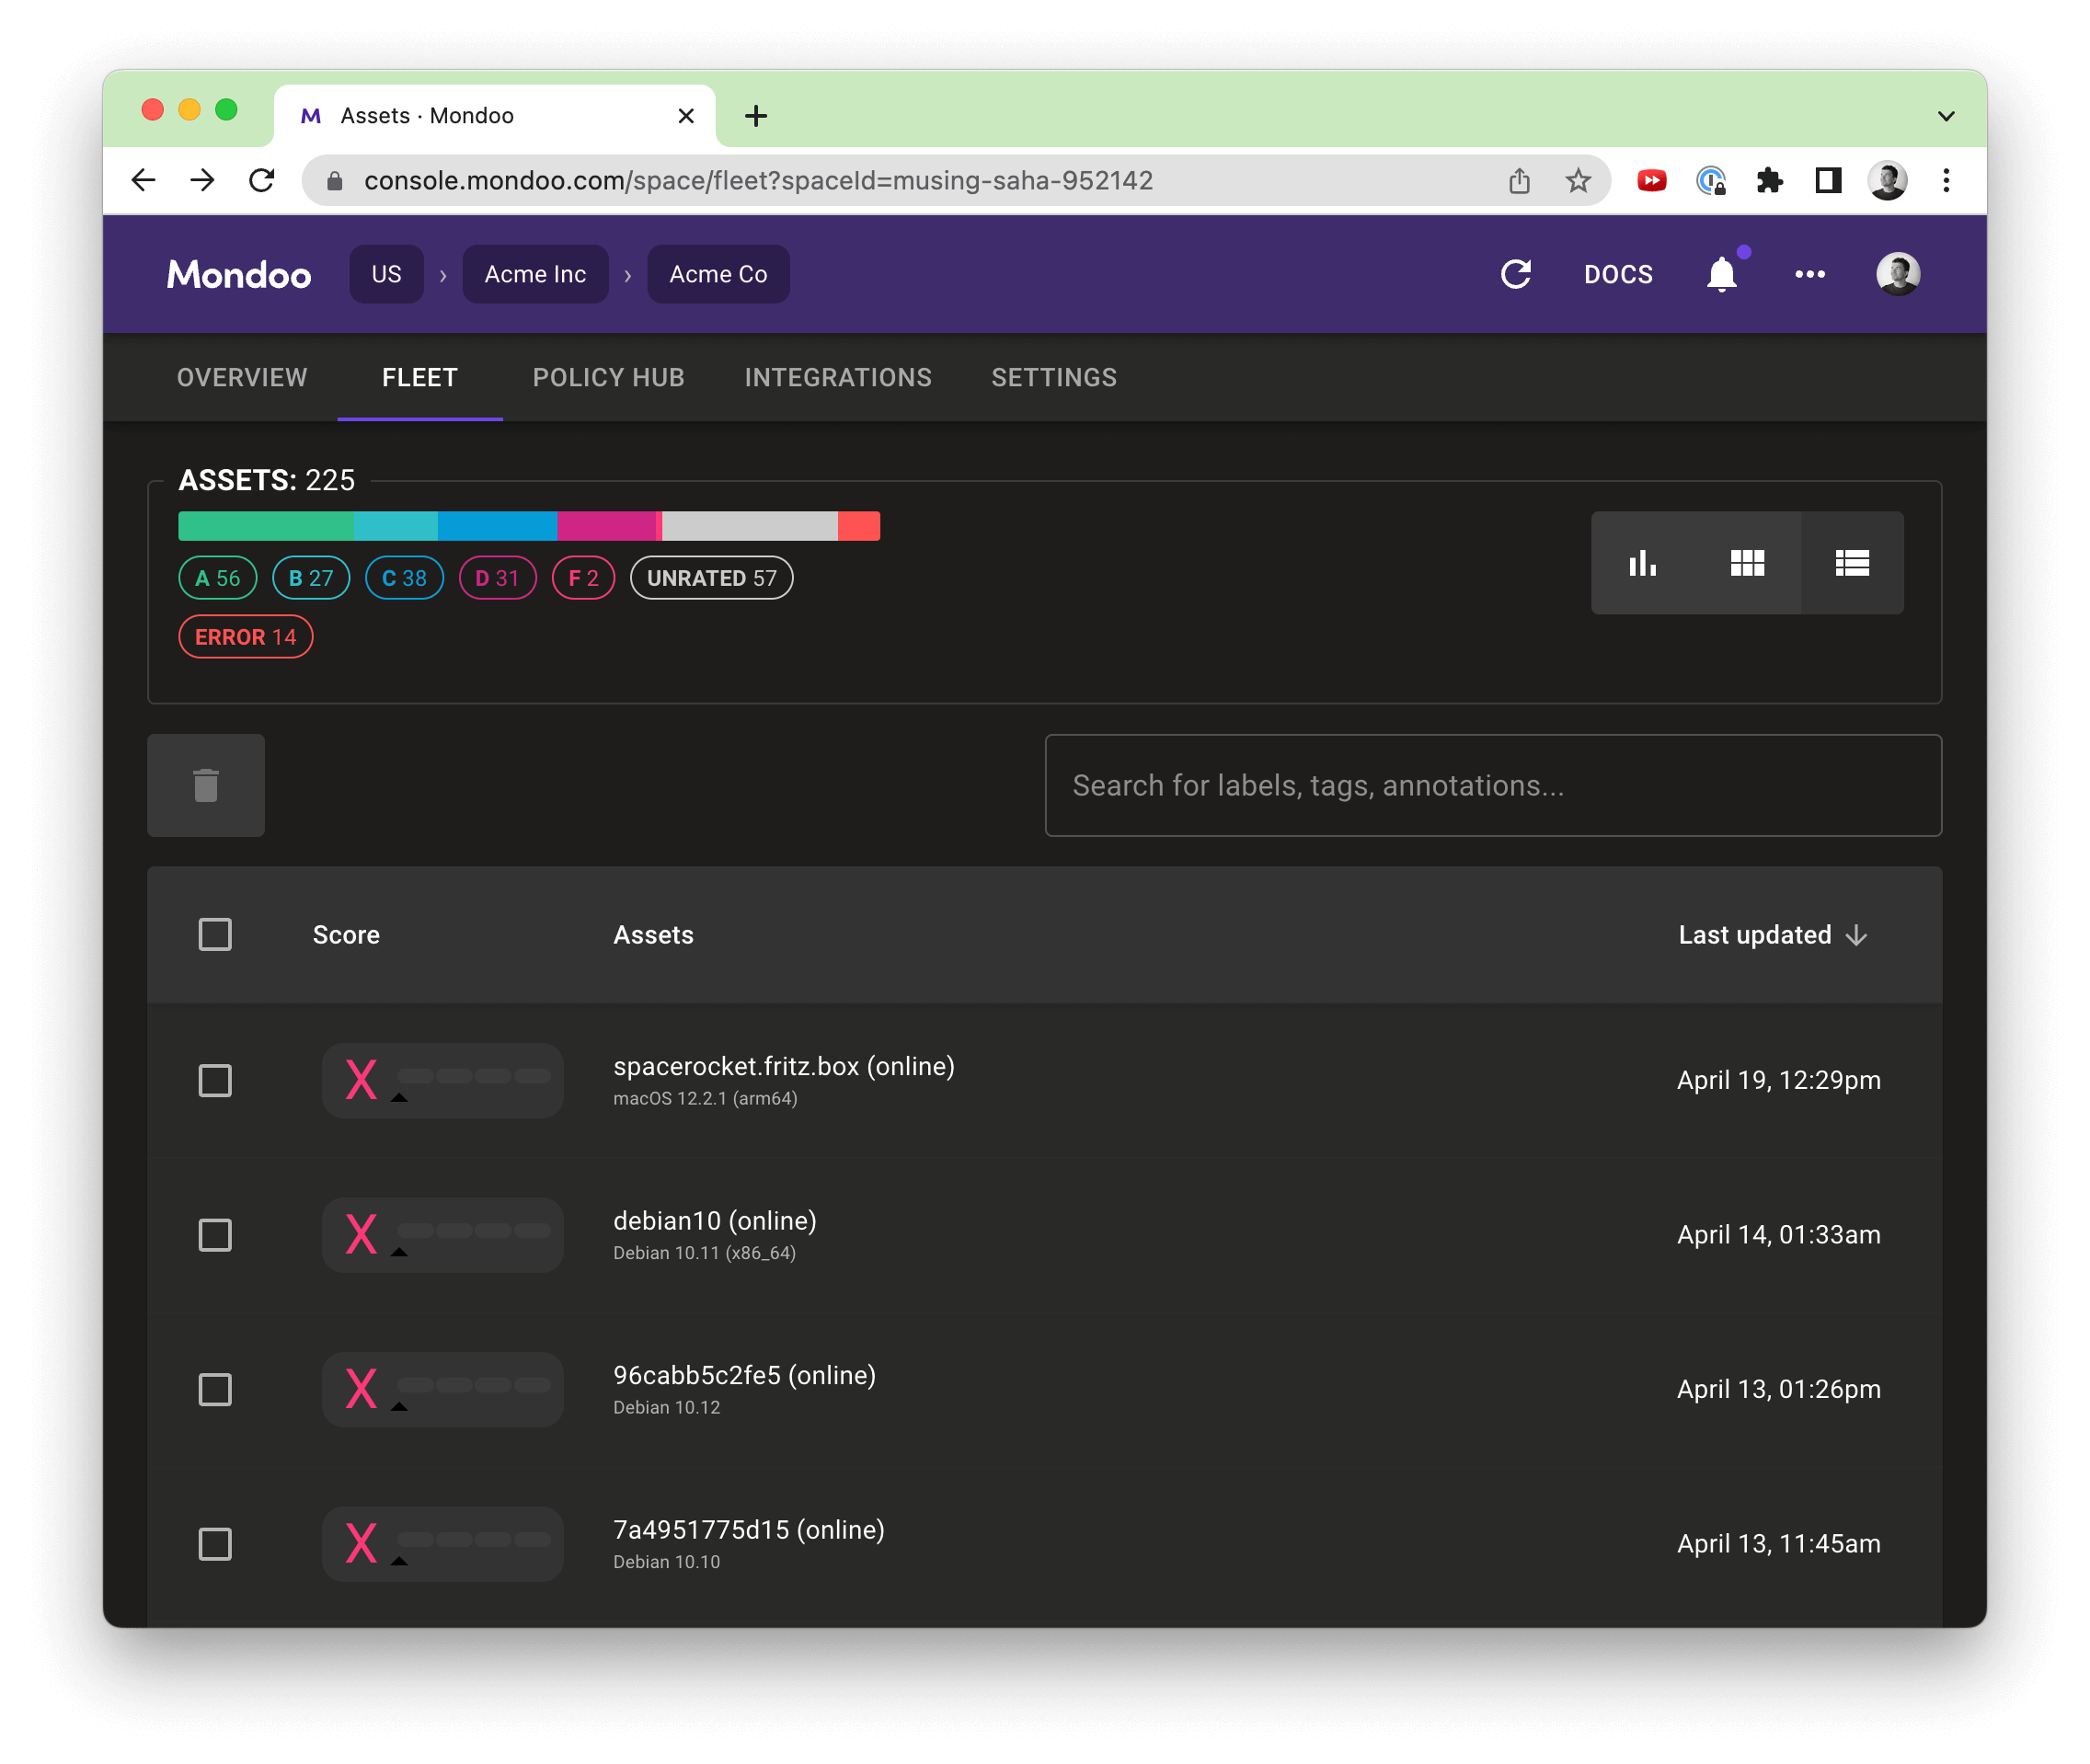 M Assets · Mondoo
console.mondoo.com/space/fleet?spaceId=musing-saha-952142
Mondoo US › Acme Inc › Acme Co DOCS
OVERVIEW FLEET POLICY HUB INTEGRATIONS SETTINGS
ASSETS: 225
A 56 B 27 C 38 D 31 F 2 UNRATED 57
ERROR 14
Search for labels, tags, annotations...
Score Assets Last updated
X spacerocket.fritz.box (online) April 19, 12:29pm
macOS 12.2.1 (arm64)
X debian10 (online) April 14, 01:33am
Debian 10.11 (x86_64)
X 96cabb5c2fe5 (online) April 13, 01:26pm
Debian 10.12
X 7a4951775d15 (online) April 13, 11:45am
Debian 10.10